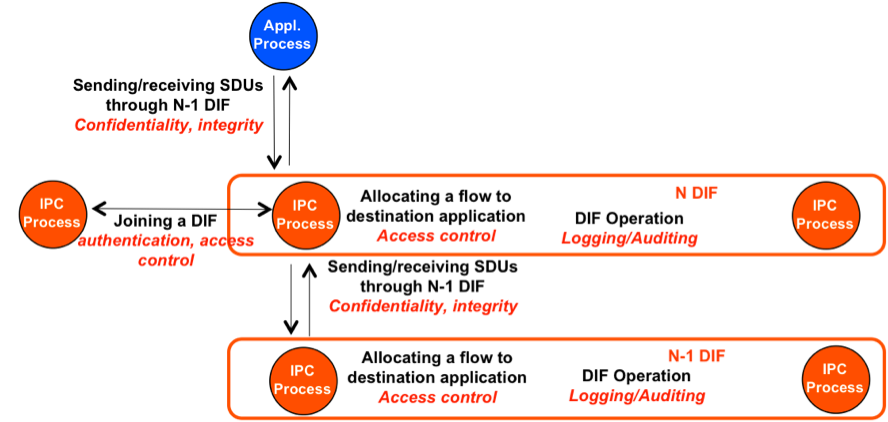 Appl.
Process
Sending/receiving SDUs
through N-1 DIF
Confidentiality, integrity
IPC
Process
Joining a DIF
authentication, access
control
IPC
Process
Allocating a flow to
destination application
Access control
N DIF
DIF Operation
Logging/Auditing
IPC
Process
Sending/receiving SDUs
through N-1 DIF
Confidentiality, integrity
IPC
Process
Allocating a flow to
destination application
Access control
N-1 DIF
DIF Operation
Logging/Auditing
IPC
Process